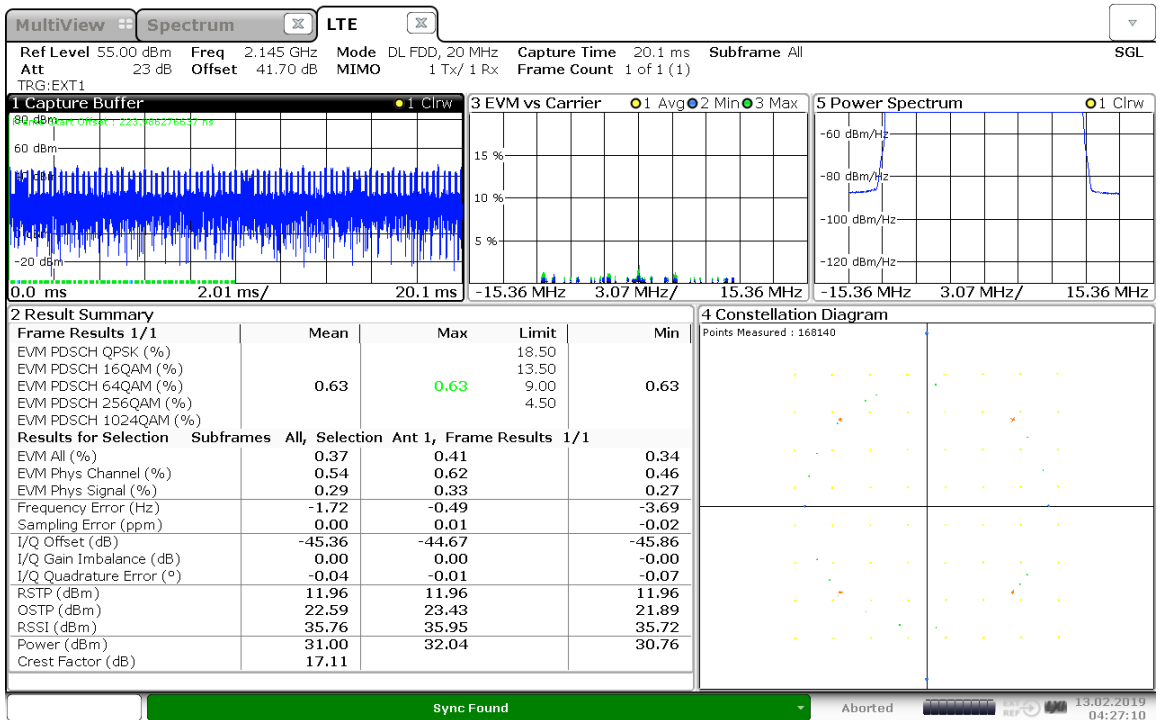 MultiView Spectrum LTE
Ref Level 55.00 dBm Freq 2.145 GHz Mode DL FDD, 20 MHz Capture Time 20.1 ms Subframe All SGL
Att 23 dB Offset 41.70 dB MIMO 1 Tx/ 1 Rx Frame Count 1 of 1 (1)
TRG:EXT1
1 Capture Buffer 1 Clrw
80 dBm
Frame Start Offset : 223.986276637 ns
60 dBm
-20 dBm
0.0 ms 2.01 ms/ 20.1 ms
3 EVM vs Carrier 1 Avg 2 Min 3 Max
15 %
10 %
5 %
-15.36 MHz 3.07 MHz/ 15.36 MHz
5 Power Spectrum 1 Clrw
-60 dBm/Hz
-80 dBm/Hz
-100 dBm/Hz
-120 dBm/Hz
-15.36 MHz 3.07 MHz/ 15.36 MHz
2 Result Summary
Frame Results 1/1 Mean Max Limit Min
EVM PDSCH QPSK (%) 18.50
EVM PDSCH 16QAM (%) 13.50
EVM PDSCH 64QAM (%) 0.63 0.63 9.00 0.63
EVM PDSCH 256QAM (%) 4.50
EVM PDSCH 1024QAM (%)
Results for Selection Subframes All, Selection Ant 1, Frame Results 1/1
EVM All (%) 0.37 0.41 0.34
EVM Phys Channel (%) 0.54 0.62 0.46
EVM Phys Signal (%) 0.29 0.33 0.27
Frequency Error (Hz) -1.72 -0.49 -3.69
Sampling Error (ppm) 0.00 0.01 -0.02
I/Q Offset (dB) -45.36 -44.67 -45.86
I/Q Gain Imbalance (dB) 0.00 0.00 -0.00
I/Q Quadrature Error (°) -0.04 -0.01 -0.07
RSTP (dBm) 11.96 11.96 11.96
OSTP (dBm) 22.59 23.43 21.89
RSSI (dBm) 35.76 35.95 35.72
Power (dBm) 31.00 32.04 30.76
Crest Factor (dB) 17.11
4 Constellation Diagram
Points Measured : 168140
Sync Found Aborted 13.02.2019
04:27:10